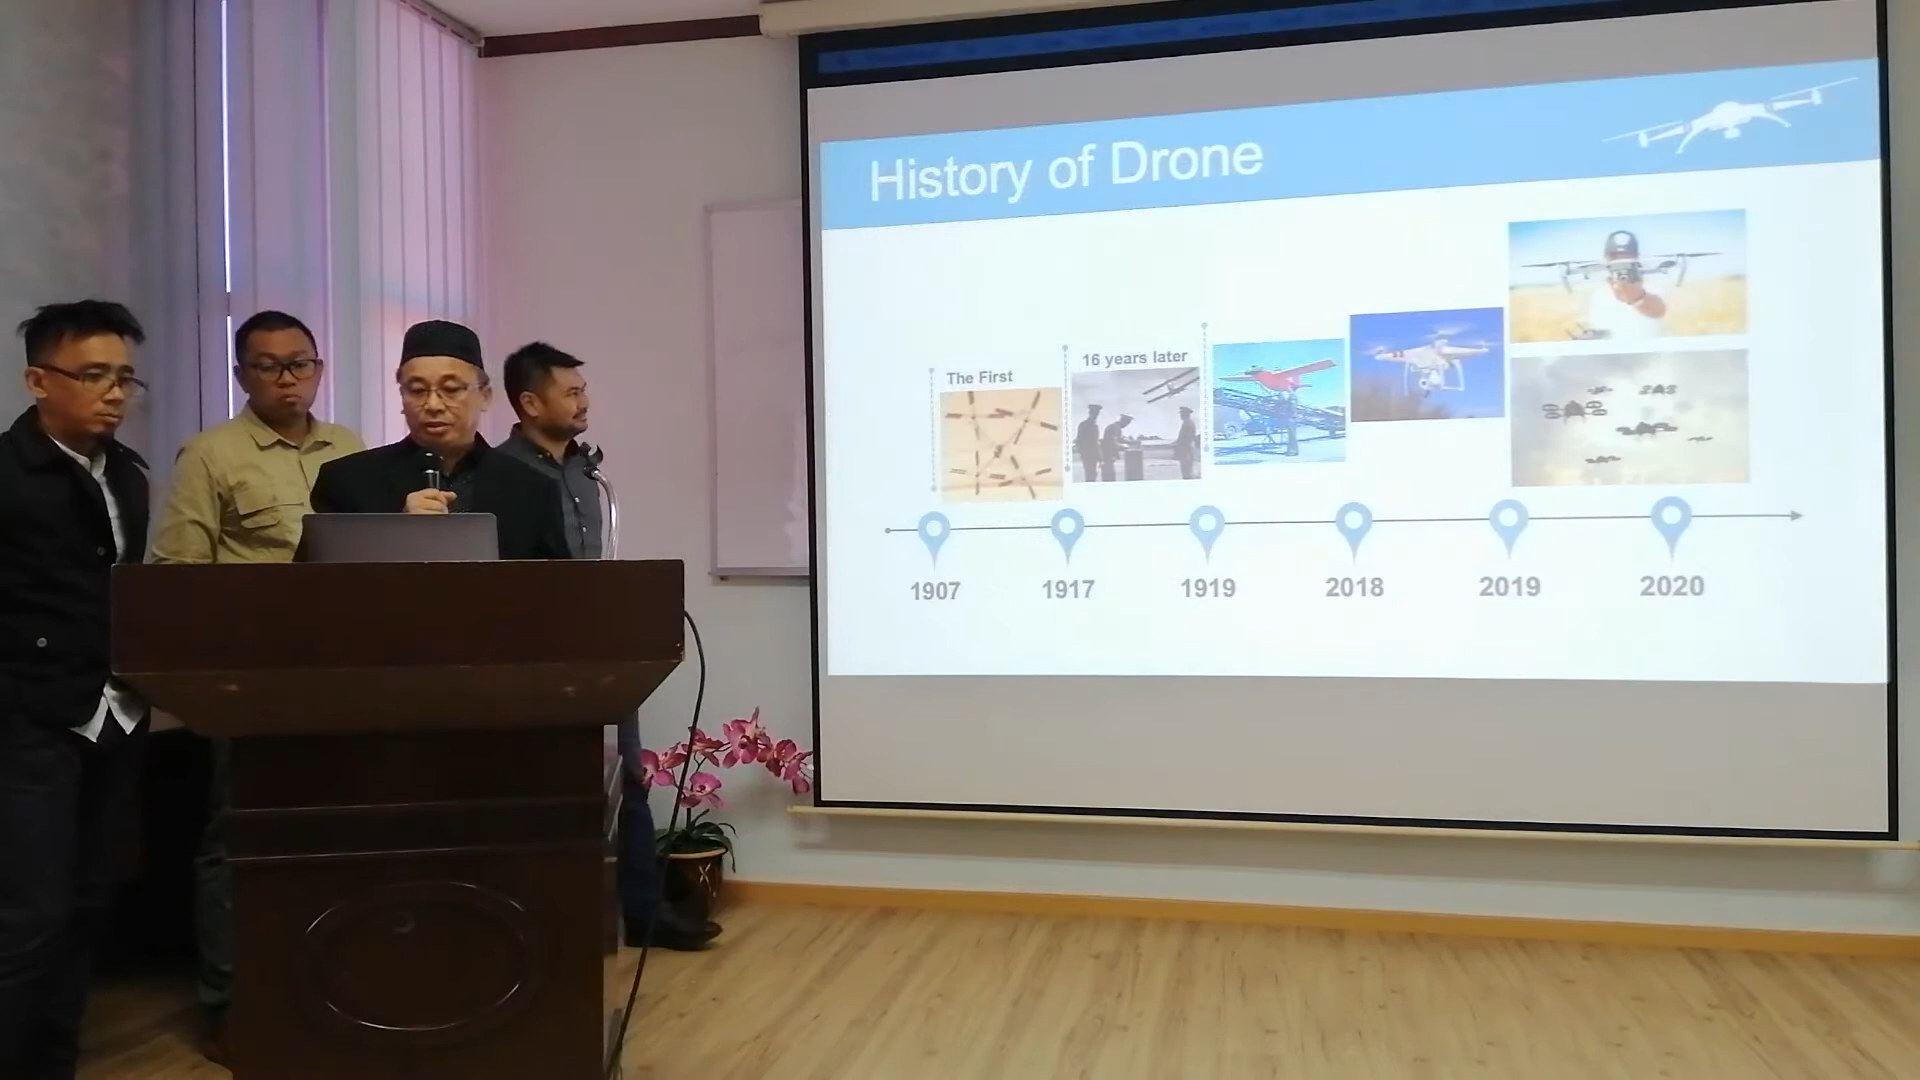 History of Drone
The First
16 years later
1907
1917
1919
2018
2019
2020